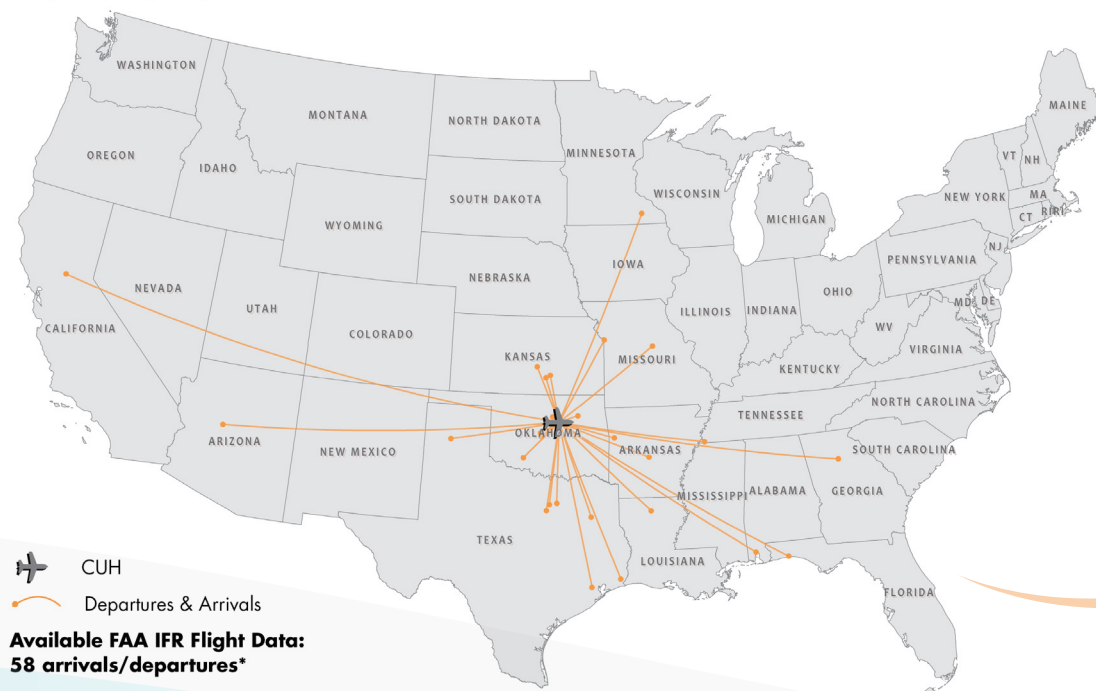 WASHINGTON
MAINE
MONTANA
NORTH DAKOTA
MINNESOTA
VT
NH
OREGON
IDAHO
WISCONSIN
SOUTH DAKOTA
NEW YORK
MA
MICHIGAN
CT
RIRI
WYOMING
NJ
PENNSYLVANIA
IOWA
NEBRASKA
NEVADA
OHIO
MD
DE
UTAH
ILLINOIS
INDIANA
CALIFORNIA
COLORADO
WV
VIRGINIA
KANSAS
MISSOURI
KENTUCKY
NORTH CAROLINA
TENNESSEE
OKLAHOMA
ARIZONA
NEW MEXICO
ARKANSAS
SOUTH CAROLINA
MISSISSIPPI
ALABAMA
GEORGIA
TEXAS
LOUISIANA
FLORIDA
CUH
Departures & Arrivals
Available FAA IFR Flight Data:
58 arrivals/departures*